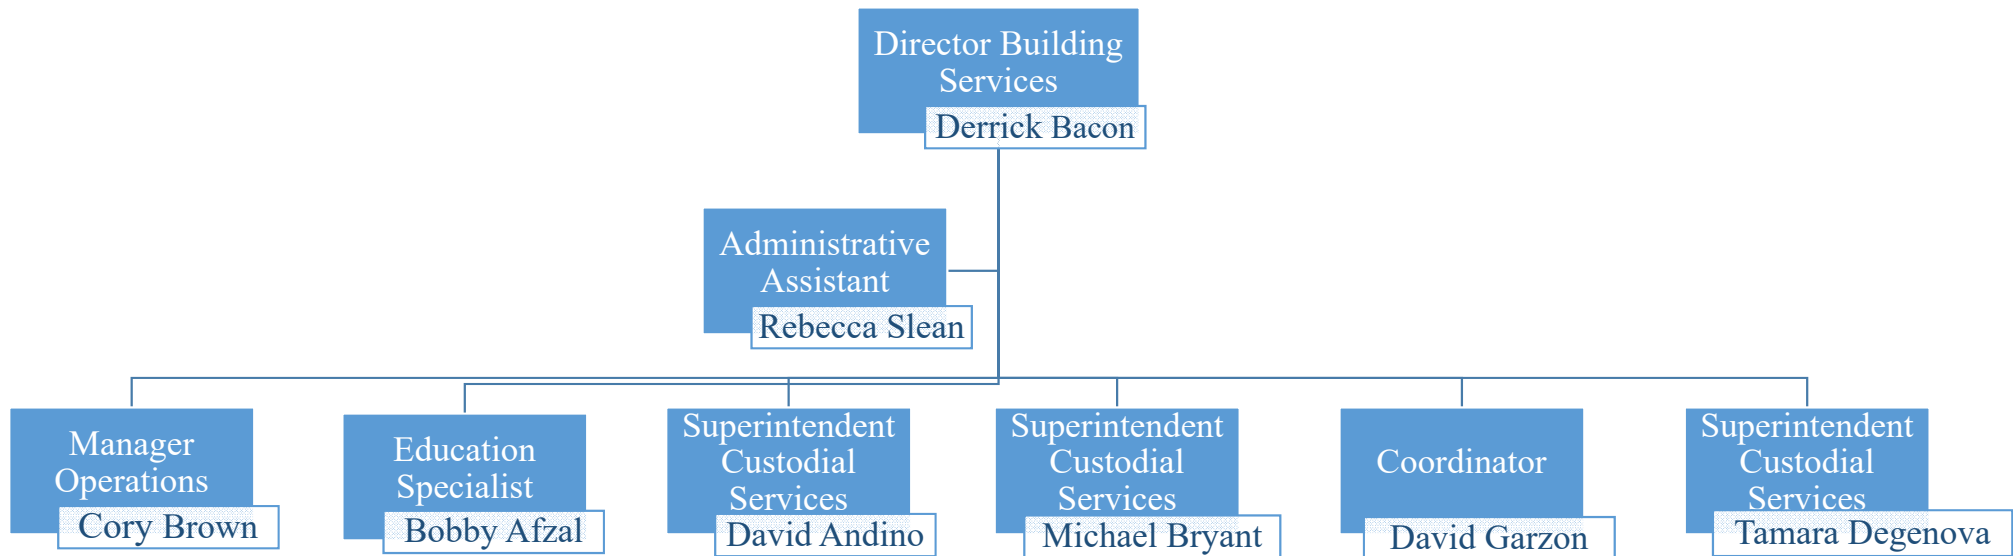 Director Building
Services
Derrick Bacon
Administrative
Assistant
Rebecca Slean
Manager
Operations
Cory Brown
Education
Specialist
Bobby Afzal
Superintendent
Custodial
Services
David Andino
Superintendent
Custodial
Services
Michael Bryant
Coordinator
David Garzon
Superintendent
Custodial
Services
Tamara Degenova